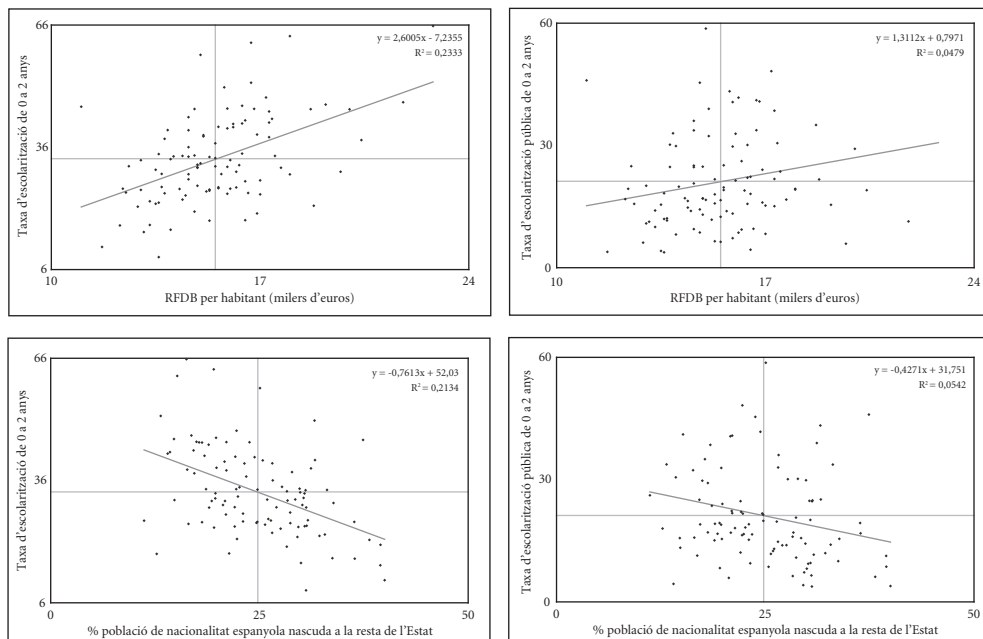 66
y = 2,6005x - 7,2355
R² = 0,2333
Taxa d'escolarització de 0 a 2 anys
36
6
10
17
24
RFDB per habitant (milers d'euros)
60
y = 1,3112x + 0,7971
R² = 0,0479
Taxa d'escolarització pública de 0 a 2 anys
30
0
10
17
24
RFDB per habitant (milers d'euros)
66
y = -0,7613x + 52,03
R² = 0,2134
Taxa d'escolarització de 0 a 2 anys
36
6
0
25
50
% població de nacionalitat espanyola nascuda a la resta de l'Estat
60
y = -0,4271x + 31,751
R² = 0,0542
Taxa d'escolarització pública de 0 a 2 anys
30
0
0
25
50
% població de nacionalitat espanyola nascuda a la resta de l'Estat